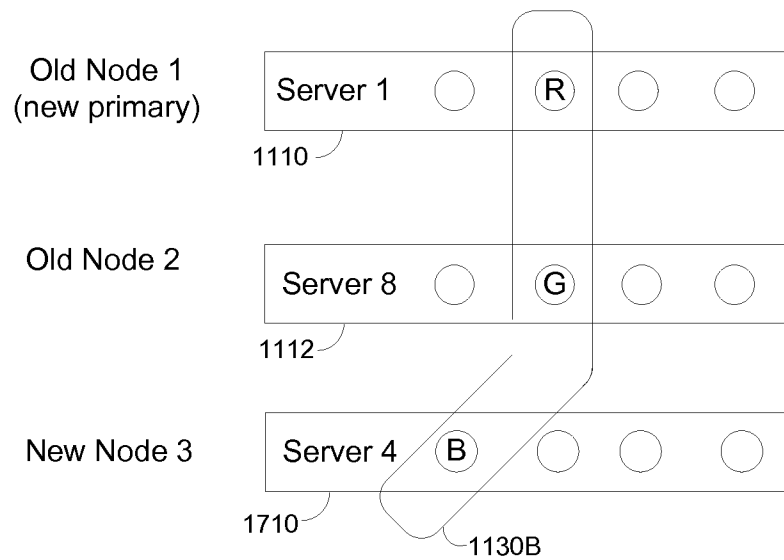 Old Node 1
(new primary)
Server 1
R
1110
Old Node 2
Server 8
G
1112
New Node 3
Server 4
B
1710
1130B